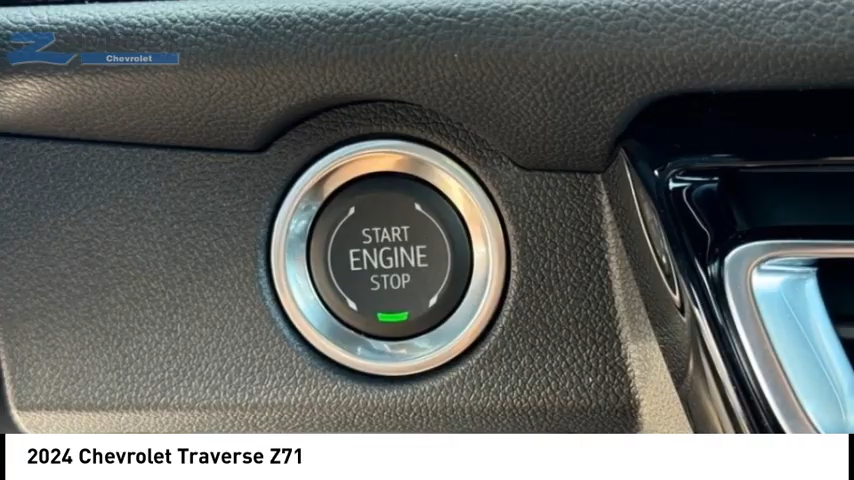 Z Chevrolet
START
ENGINE
STOP
2024 Chevrolet Traverse Z71